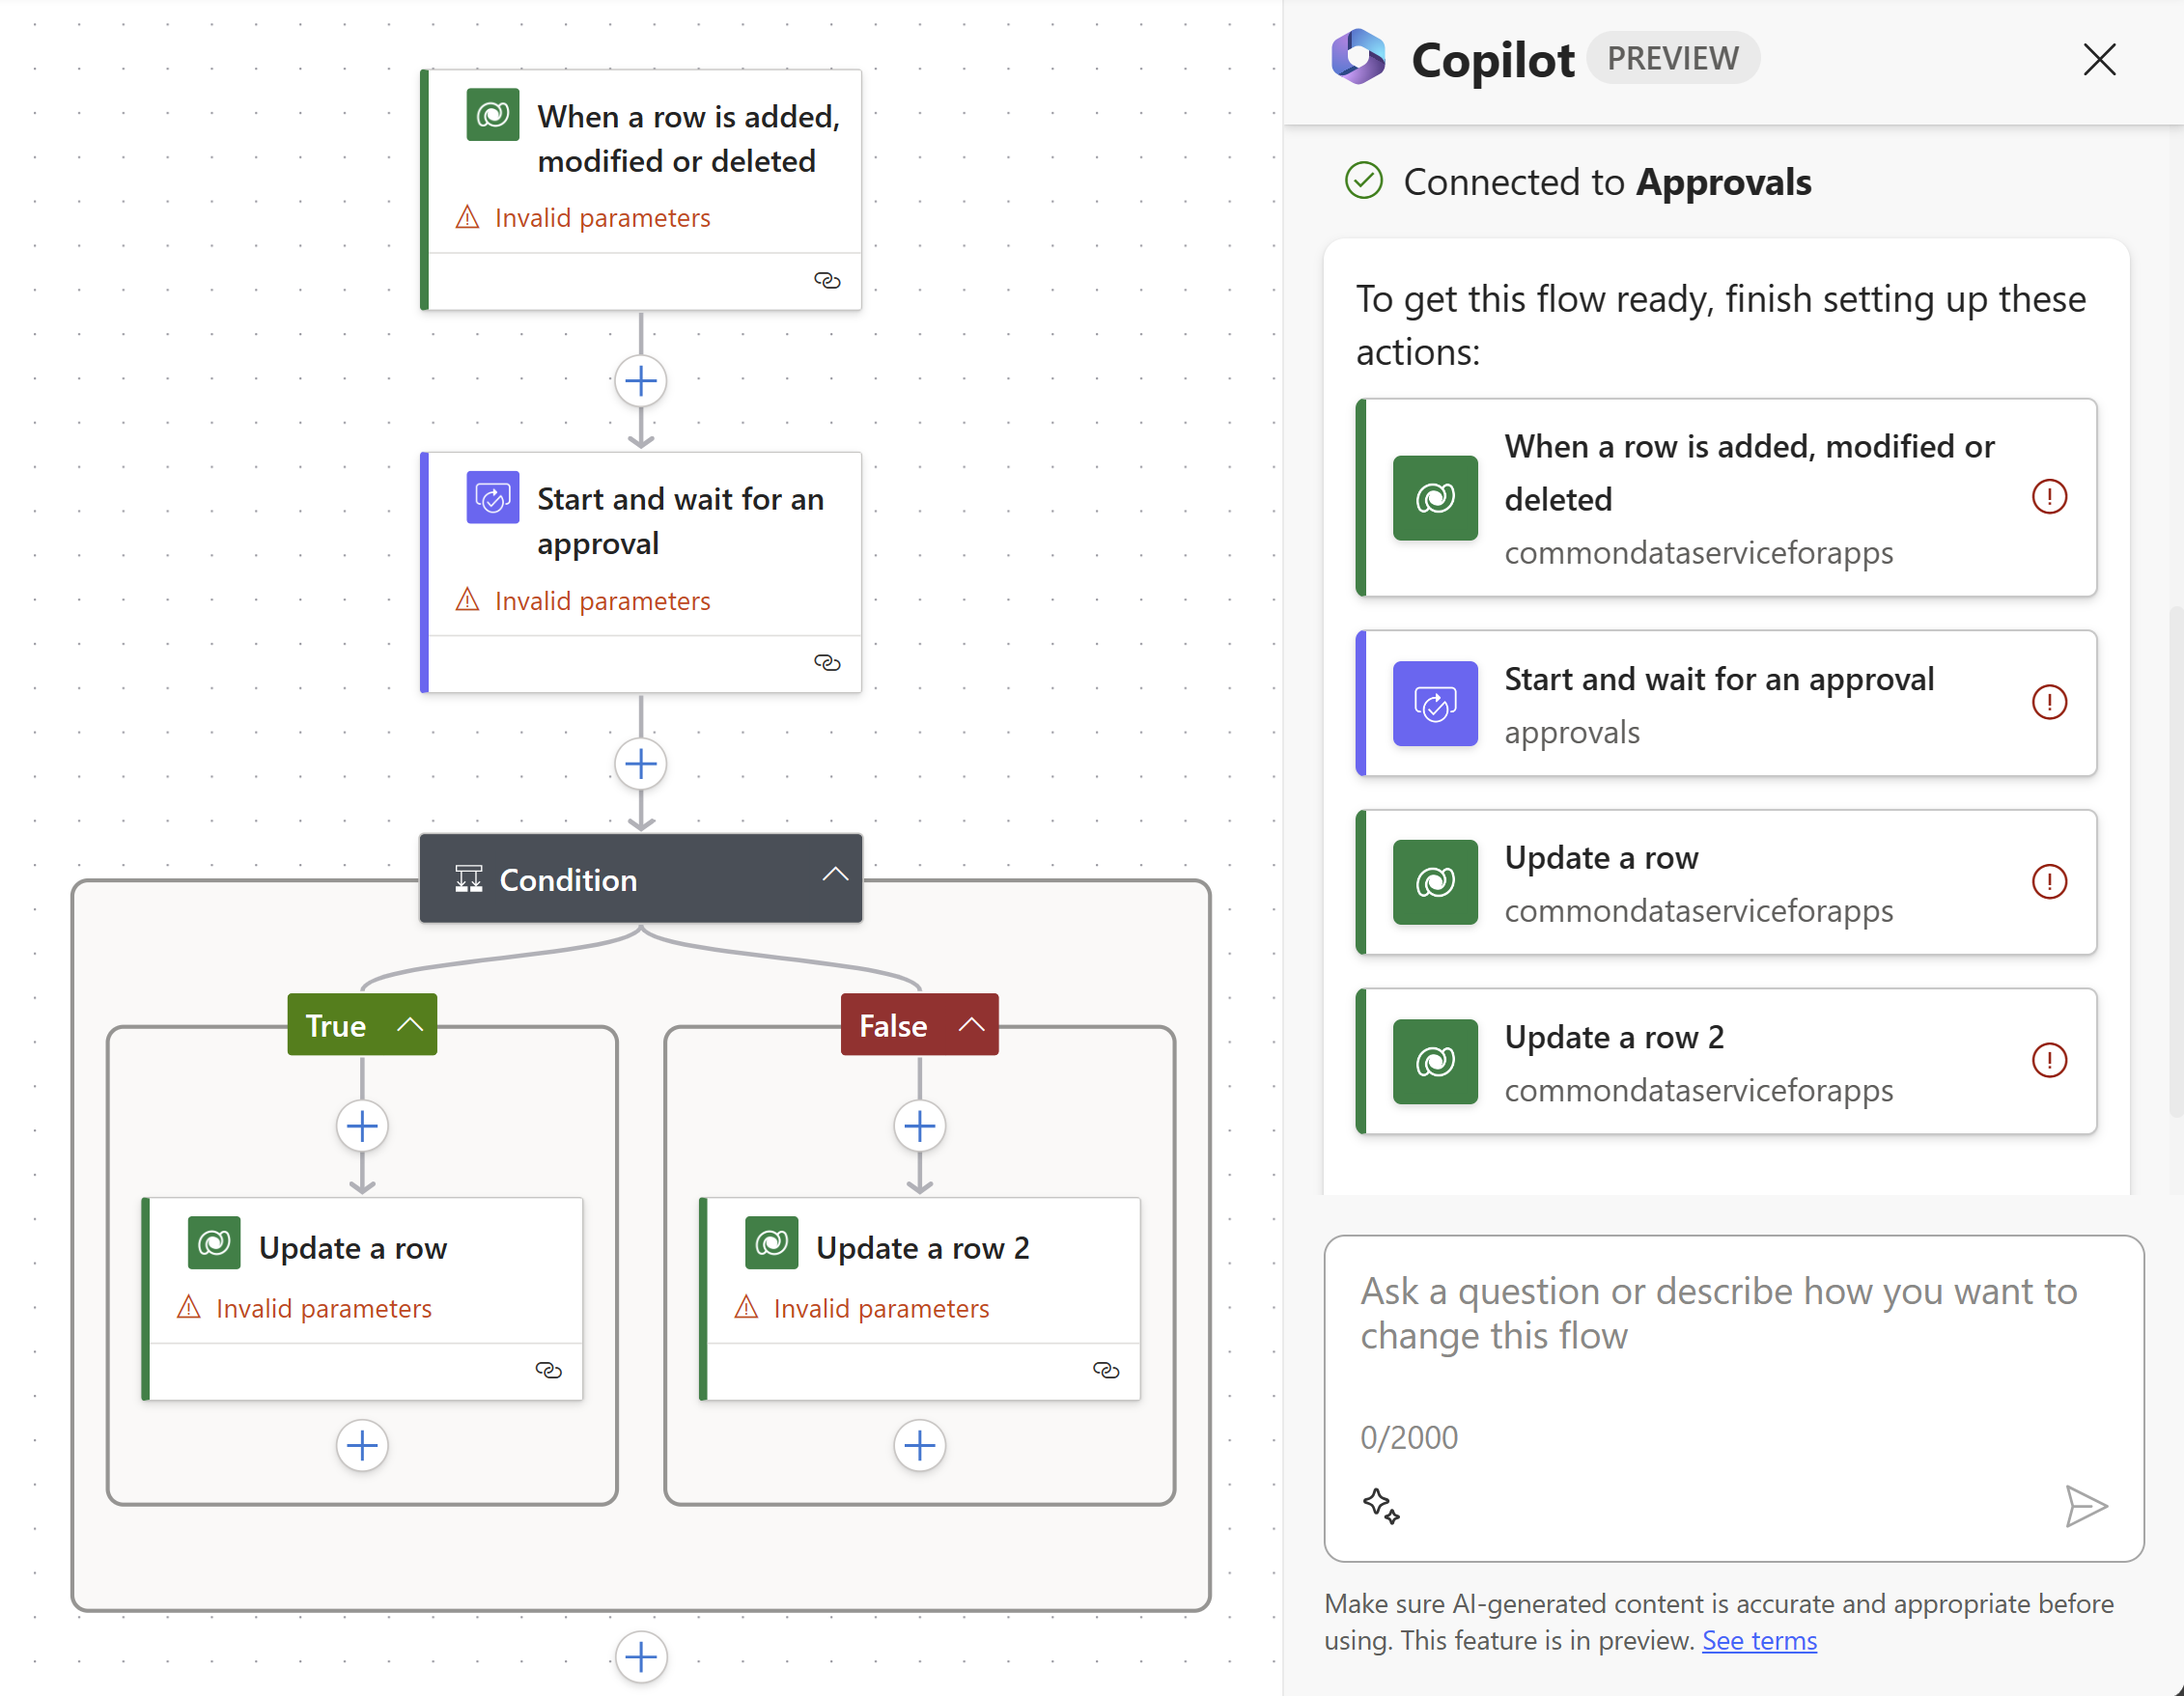 When a row is added,
modified or deleted
Invalid parameters
Start and wait for an
approval
Invalid parameters
Condition
True
False
Update a row
Invalid parameters
Update a row 2
Invalid parameters
Copilot PREVIEW
Connected to Approvals
To get this flow ready, finish setting up these
actions:
When a row is added, modified or
deleted
commondataserviceforapps
Start and wait for an approval
approvals
Update a row
commondataserviceforapps
Update a row 2
commondataserviceforapps
Ask a question or describe how you want to
change this flow
0/2000
Make sure AI-generated content is accurate and appropriate before
using. This feature is in preview. See terms